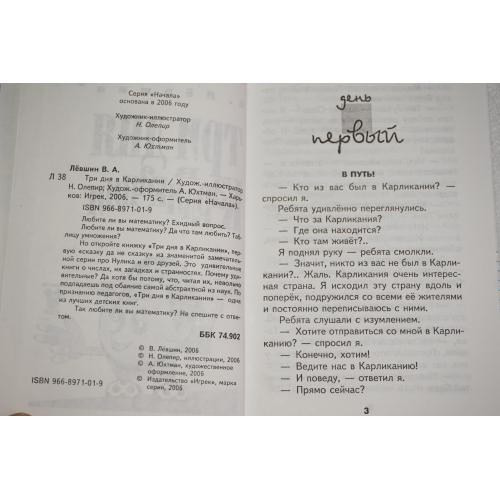 Серия «Начала»
основана в 2006 году
Художник-иллюстратор
Н. Олепир
Художник-оформитель
А. Юхтман
Лёвшин В. А.
Л 38 Три дня в Карликании / Худож.-иллюстратор
Н. Олепир; Худож.-оформитель А. Юхтман. — Харь-
ков: Игрек, 2006. — 175 с. — (Серия «Начала»).
ISBN 966-8971-01-9
Любите ли вы математику? Ехидный вопрос.
Любите ли вы математику? Да что там любить? Таб-
лицу умножения?
Но откройте книжку «Три дня в Карликании», пер-
вую «сказку да не сказку» из знаменитой замечатель-
ной серии про Нулика и его друзей. Это удивительные
книги о числах, их загадках и странностях. Почему удиви-
тельные? Да потому, что, читая их, невольно
подпадаешь под обаяние самой абстрактной из наук. По
признанию педагогов, «Три дня в Карликании» — одна
из лучших детских книг.
Так любите ли вы математику? Не спешите с отве-
том.
ББК 74.902
© В. Лёвшин, 2006
© Н. Олепир, иллюстрации, 2006
© А. Юхтман, художественное
оформление, 2006
© Издательство «Игрек», марка
серии, 2006
ISBN 966-8971-01-9
день
первый
В ПУТЬ!
— Кто из вас был в Карликании? —
спросил я.
Ребята удивлённо переглянулись.
— Что за Карликания?
— Где она находится?
— Кто там живёт?..
Я поднял руку — ребята смолкли.
— Значит, никто из вас не был в Карли-
кании?.. Жаль. Карликания очень интерес-
ная страна. Я исходил эту страну вдоль и
поперёк, подружился со всеми её жителями
и постоянно переписываюсь с ними.
Ребята слушали с изумлением.
— Хотите отправиться со мной в Карли-
канию? — спросил я.
— Конечно, хотим!
— Ведите нас в Карликанию!
— И поведу, — ответил я.
— Прямо сейчас?
3